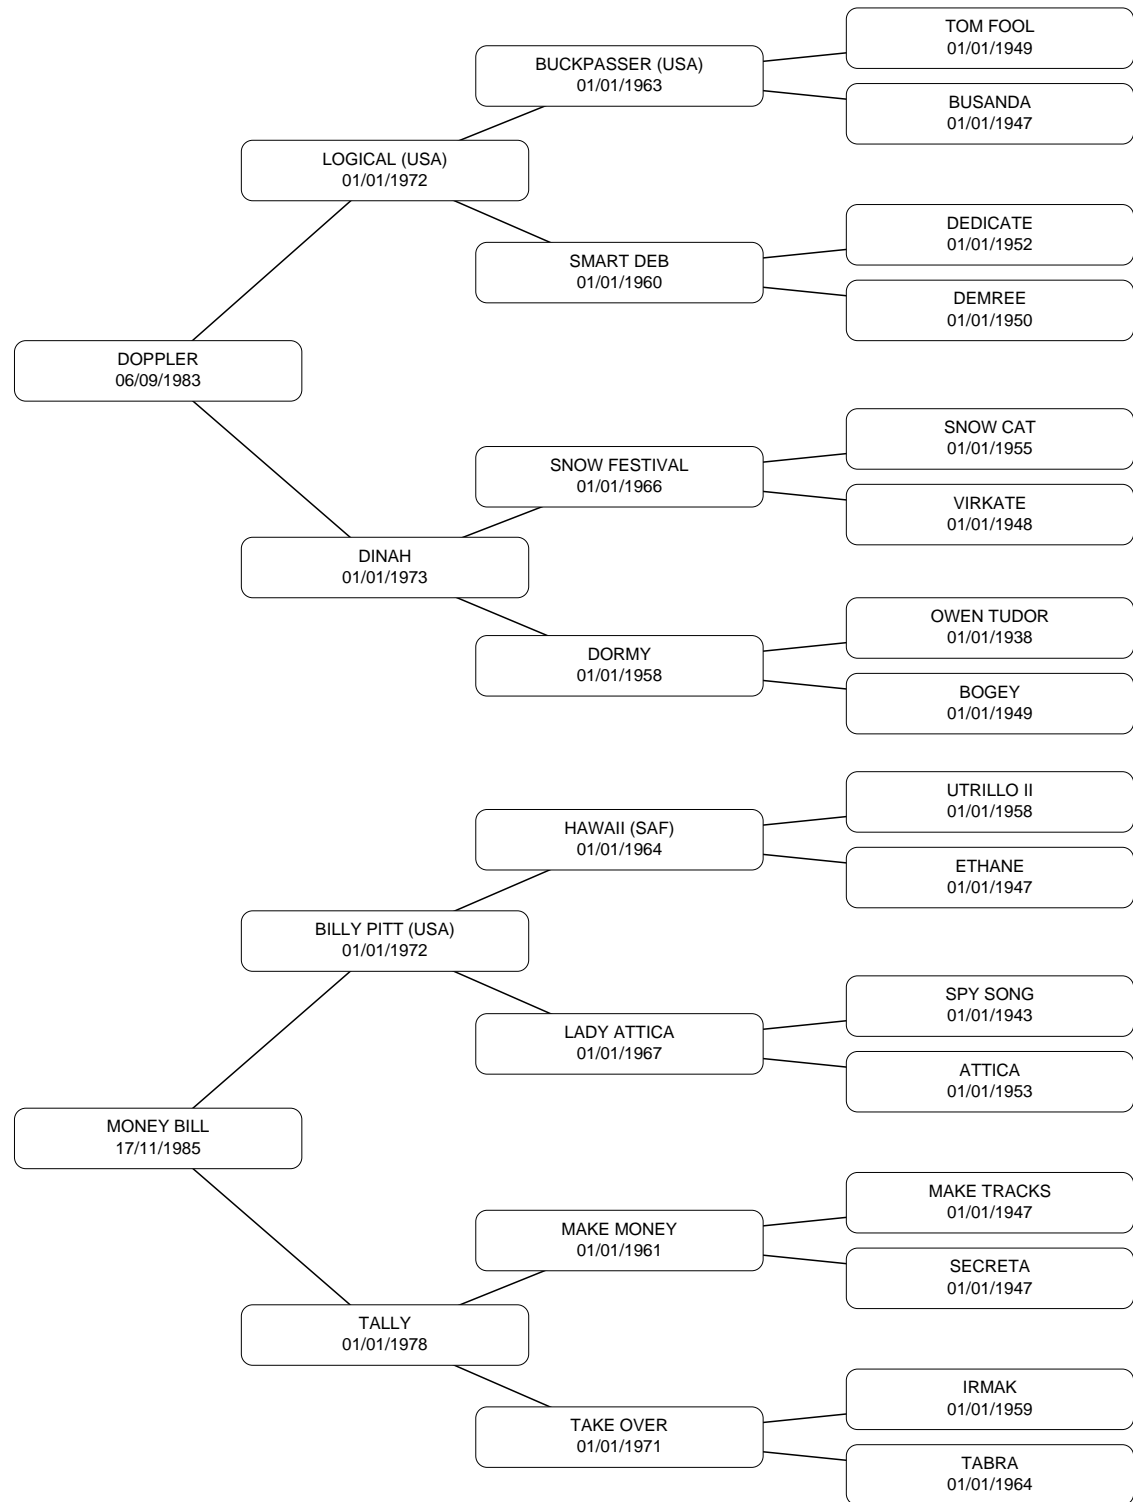 TOM FOOL
01/01/1949
BUCKPASSER (USA)
01/01/1963
BUSANDA
01/01/1947
LOGICAL (USA)
01/01/1972
DEDICATE
01/01/1952
SMART DEB
01/01/1960
DEMREE
01/01/1950
DOPPLER
06/09/1983
SNOW CAT
01/01/1955
SNOW FESTIVAL
01/01/1966
VIRKATE
01/01/1948
DINAH
01/01/1973
OWEN TUDOR
01/01/1938
DORMY
01/01/1958
BOGEY
01/01/1949
UTRILLO II
01/01/1958
HAWAII (SAF)
01/01/1964
ETHANE
01/01/1947
BILLY PITT (USA)
01/01/1972
SPY SONG
01/01/1943
LADY ATTICA
01/01/1967
ATTICA
01/01/1953
MONEY BILL
17/11/1985
MAKE TRACKS
01/01/1947
MAKE MONEY
01/01/1961
SECRETA
01/01/1947
TALLY
01/01/1978
IRMAK
01/01/1959
TAKE OVER
01/01/1971
TABRA
01/01/1964